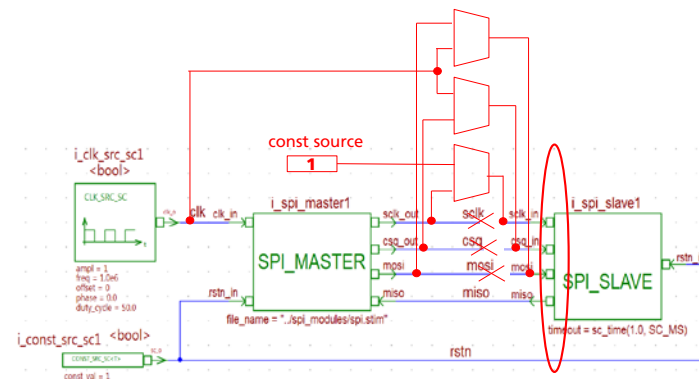 const source
1
i_clk_src_sc1
<bool>
CLK_SRC_SC
t
ampl = 1
freq = 1.0e6
offset = 0
phase = 0.0
duty_cycle = 50.0
clk
clk_in
i_spi_master1
SPI_MASTER
sclk_out
csq_out
mosi
miso
rstn_in
file_name = "../spi_modules/spi.stim"
sclk
csq
mosi
miso
sclk_in
csq_in
mosi
miso
i_spi_slave1
SPI_SLAVE
rstn_i
timeout = sc_time(1.0, SC_MS)
i_const_src_sc1
<bool>
CONST_SRC_SC<T>
const_val = 1
rstn